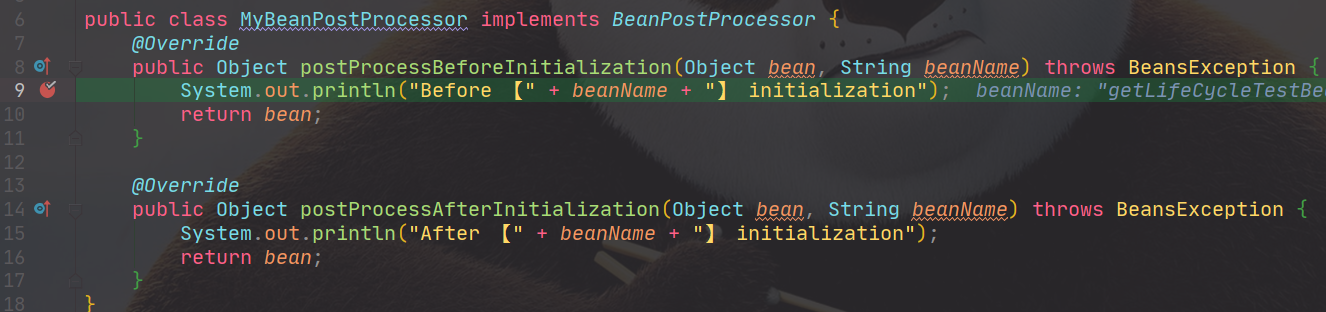 6 public class MyBeanPostProcessor implements BeanPostProcessor {
7 @Override
8 public Object postProcessBeforeInitialization(Object bean, String beanName) throws BeansException {
9 System.out.println("Before 【" + beanName + "】 initialization"); beanName: "getLifeCycleTestBe
10 return bean;
11 }
12
13 @Override
14 public Object postProcessAfterInitialization(Object bean, String beanName) throws BeansException {
15 System.out.println("After 【" + beanName + "】 initialization");
16 return bean;
17 }
18 }